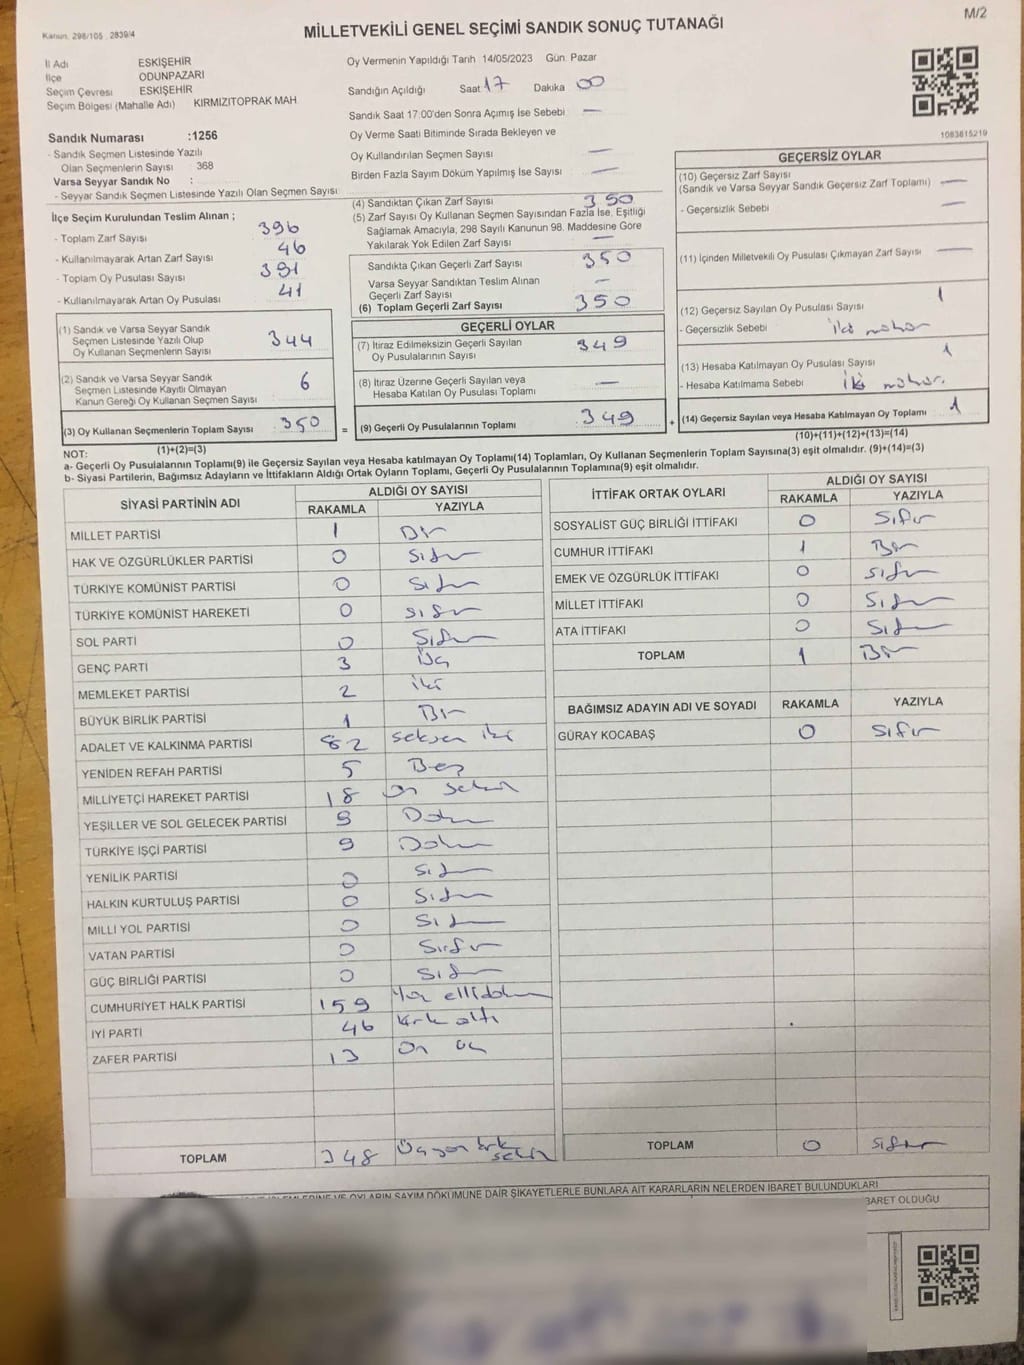 M/2
Kanun. 298/105 2839/4
MİLLETVEKİLİ GENEL SEÇİMİ SANDIK SONUÇ TUTANAĞI
İl Adı ESKİŞEHİR
İlçe ODUNPAZARI
Seçim Çevresi ESKİŞEHİR
Seçim Bölgesi (Mahalle Adı) KIRMIZITOPRAK MAH
Sandık Numarası :1256
- Sandık Seçmen Listesinde Yazılı
Olan Seçmenlerin Sayısı : 368
Varsa Seyyar Sandık No :
- Seyyar Sandık Seçmen Listesinde Yazılı Olan Seçmen Sayısı:
Oy Vermenin Yapıldığı Tarih 14/05/2023 Gün. Pazar
Sandığın Açıldığı Saat 17 Dakika 00
Sandık Saat 17:00'den Sonra Açımış İse Sebebi —
Oy Verme Saati Bitiminde Sırada Bekleyen ve
Oy Kullandırılan Seçmen Sayısı —
Birden Fazla Sayım Döküm Yapılmış İse Sayısı —
1083615219
İlçe Seçim Kurulundan Teslim Alınan ;
- Toplam Zarf Sayısı 396
- Kullanılmayarak Artan Zarf Sayısı 46
- Toplam Oy Pusulası Sayısı 391
- Kullanılmayarak Artan Oy Pusulası 41
(4) Sandıktan Çıkan Zarf Sayısı 350
(5) Zarf Sayısı Oy Kullanan Seçmen Sayısından Fazla İse, Eşitliği
Sağlamak Amacıyla, 298 Sayılı Kanunun 98. Maddesine Göre
Yakılarak Yok Edilen Zarf Sayısı —
Sandıkta Çıkan Geçerli Zarf Sayısı 350
Varsa Seyyar Sandıktan Teslim Alınan
Geçerli Zarf Sayısı —
(6) Toplam Geçerli Zarf Sayısı 350
GEÇERSİZ OYLAR
(10) Geçersiz Zarf Sayısı
(Sandık ve Varsa Seyyar Sandık Geçersiz Zarf Toplamı) —
- Geçersizlik Sebebi —
(11) İçinden Milletvekili Oy Pusulası Çıkmayan Zarf Sayısı —
(12) Geçersiz Sayılan Oy Pusulası Sayısı 1
- Geçersizlik Sebebi
(13) Hesaba Katılmayan Oy Pusulası Sayısı 1
- Hesaba Katılmama Sebebi İki mühür.
(14) Geçersiz Sayılan veya Hesaba Katılmayan Oy Toplamı 1
(10)+(11)+(12)+(13)=(14)
(1) Sandık ve Varsa Seyyar Sandık
Seçmen Listesinde Yazılı Olup
Oy Kullanan Seçmenlerin Sayısı 344
(2) Sandık ve Varsa Seyyar Sandık
Seçmen Listesinde Kayıtlı Olmayan
Kanun Gereği Oy Kullanan Seçmen Sayısı 6
(3) Oy Kullanan Seçmenlerin Toplam Sayısı 350
(1)+(2)=(3)
GEÇERLİ OYLAR
(7) İtiraz Edilmeksizin Geçerli Sayılan
Oy Pusulalarının Sayısı 349
(8) İtiraz Üzerine Geçerli Sayılan veya
Hesaba Katılan Oy Pusulası Toplamı —
= (9) Geçerli Oy Pusulalarının Toplamı 349 +
NOT:
a- Geçerli Oy Pusulalarının Toplamı(9) ile Geçersiz Sayılan veya Hesaba katılmayan Oy Toplamı(14) Toplamları, Oy Kullanan Seçmenlerin Toplam Sayısına(3) eşit olmalıdır. (9)+(14)=(3)
b- Siyasi Partilerin, Bağımsız Adayların ve İttifakların Aldığı Ortak Oyların Toplamı, Geçerli Oy Pusulalarının Toplamına(9) eşit olmalıdır.
SİYASİ PARTİNİN ADI ALDIĞI OY SAYISI
RAKAMLA YAZIYLA
MİLLET PARTİSİ 1 Bir
HAK VE ÖZGÜRLÜKLER PARTİSİ 0 Sıfır
TÜRKİYE KOMÜNİST PARTİSİ 0 Sıfır
TÜRKİYE KOMÜNİST HAREKETİ 0 sıfır
SOL PARTİ 0 Sıfır
GENÇ PARTİ 3 Üç
MEMLEKET PARTİSİ 2 iki
BÜYÜK BİRLİK PARTİSİ 1 Bir
ADALET VE KALKINMA PARTİSİ 82 Seksen iki
YENİDEN REFAH PARTİSİ 5 Beş
MİLLİYETÇİ HAREKET PARTİSİ 18 On sekiz
YEŞİLLER VE SOL GELECEK PARTİSİ 9 Dokuz
TÜRKİYE İŞÇİ PARTİSİ 9 Dokuz
YENİLİK PARTİSİ 0 Sıfır
HALKIN KURTULUŞ PARTİSİ 0 Sıfır
MİLLİ YOL PARTİSİ 0 Sıfır
VATAN PARTİSİ 0 Sıfır
GÜÇ BİRLİĞİ PARTİSİ 0 Sıfır
CUMHURİYET HALK PARTİSİ 159 Yüz ellidokuz
İYİ PARTİ 46 Kırk altı
ZAFER PARTİSİ 13 On üç
TOPLAM 348 Üçyüz kırk sekiz
İTTİFAK ORTAK OYLARI ALDIĞI OY SAYISI
RAKAMLA YAZIYLA
SOSYALİST GÜÇ BİRLİĞİ İTTİFAKI 0 Sıfır
CUMHUR İTTİFAKI 1 Bir
EMEK VE ÖZGÜRLÜK İTTİFAKI 0 Sıfır
MİLLET İTTİFAKI 0 Sıfır
ATA İTTİFAKI 0 Sıfır
TOPLAM 1 Bir
BAĞIMSIZ ADAYIN ADI VE SOYADI RAKAMLA YAZIYLA
GÜRAY KOCABAŞ 0 Sıfır
TOPLAM 0 Sıfır
OYLARIN SAYIM DÖKÜMÜNE DAİR ŞİKAYETLERLE BUNLARA AİT KARARLARIN NELERDEN İBARET BULUNDUKLARI
OLDUĞU